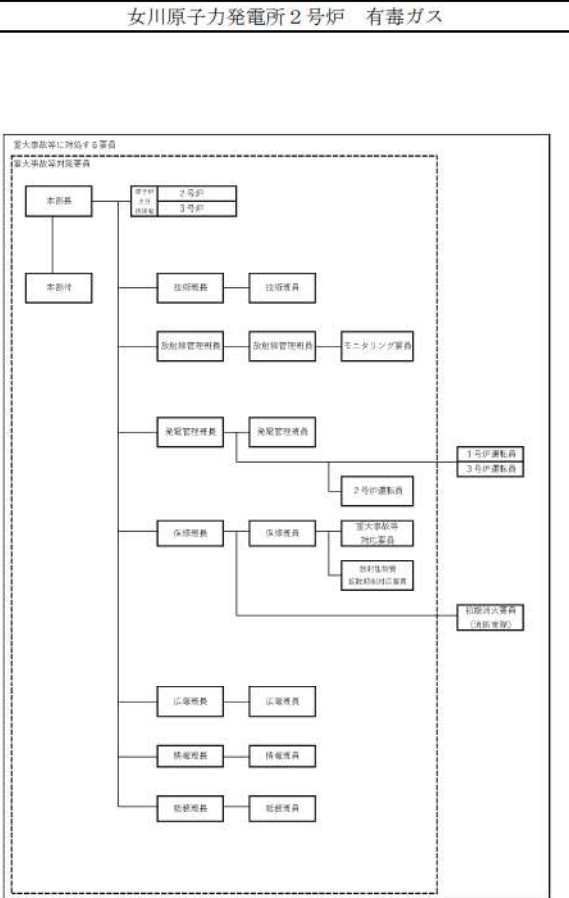 女川原子力発電所２号炉　有毒ガス
重大事故等に対処する要員
重大事故等対策要員
本部長
原子炉
主任
技術者
２号炉
３号炉
本部付
技術班長
技術班員
放射線管理班長
放射線管理班員
モニタリング要員
発電管理班長
発電管理班員
１号炉運転員
３号炉運転員
２号炉運転員
保修班長
保修班員
重大事故等
対応要員
放射性物質
拡散抑制対応要員
初期消火要員
（消防車隊）
広報班長
広報班員
情報班長
情報班員
総務班長
総務班員